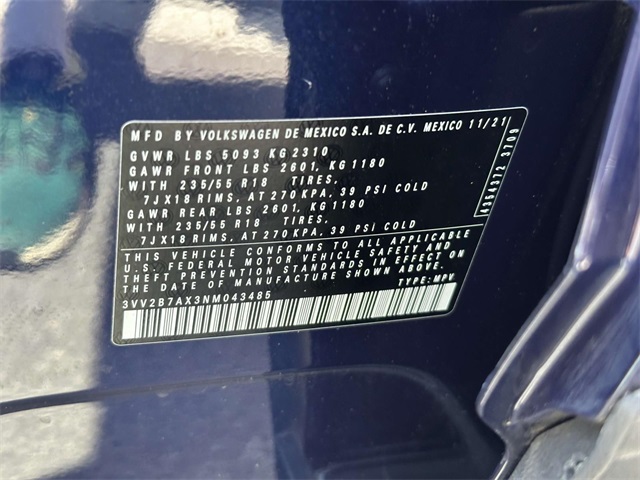 MFD BY VOLKSWAGEN DE MEXICO S.A. DE C.V. MEXICO 11/21
GVWR LBS 5093 KG2310
GAWR FRONT LBS 2601, KG1180
WITH 235/55 R18 TIRES,
7JX18 RIMS, AT 270 KPA, 39 PSI COLD
GAWR REAR LBS 2601, KG1180
WITH 235/55 R18 TIRES,
7JX18 RIMS, AT 270KPA, 39 PSI COLD
THIS VEHICLE CONFORMS TO ALL APPLICABLE
U.S. FEDERAL MOTOR VEHICLE SAFETY AND
THEFT PREVENTION STANDARDS IN EFFECT ON
THE DATE OF MANUFACTURE SHOWN ABOVE.
TYPE: MPV
3VV2B7AX3NM043485
3709